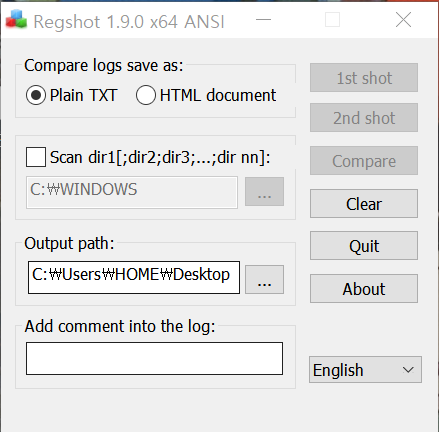 Regshot 1.9.0 x64 ANSI
Compare logs save as:
Plain TXT
HTML document
1st shot
2nd shot
Scan dir1[;dir2;dir3;...;dir nn]:
C:₩WINDOWS
...
Compare
Clear
Output path:
C:₩Users₩HOME₩Desktop
...
Quit
About
Add comment into the log:
English